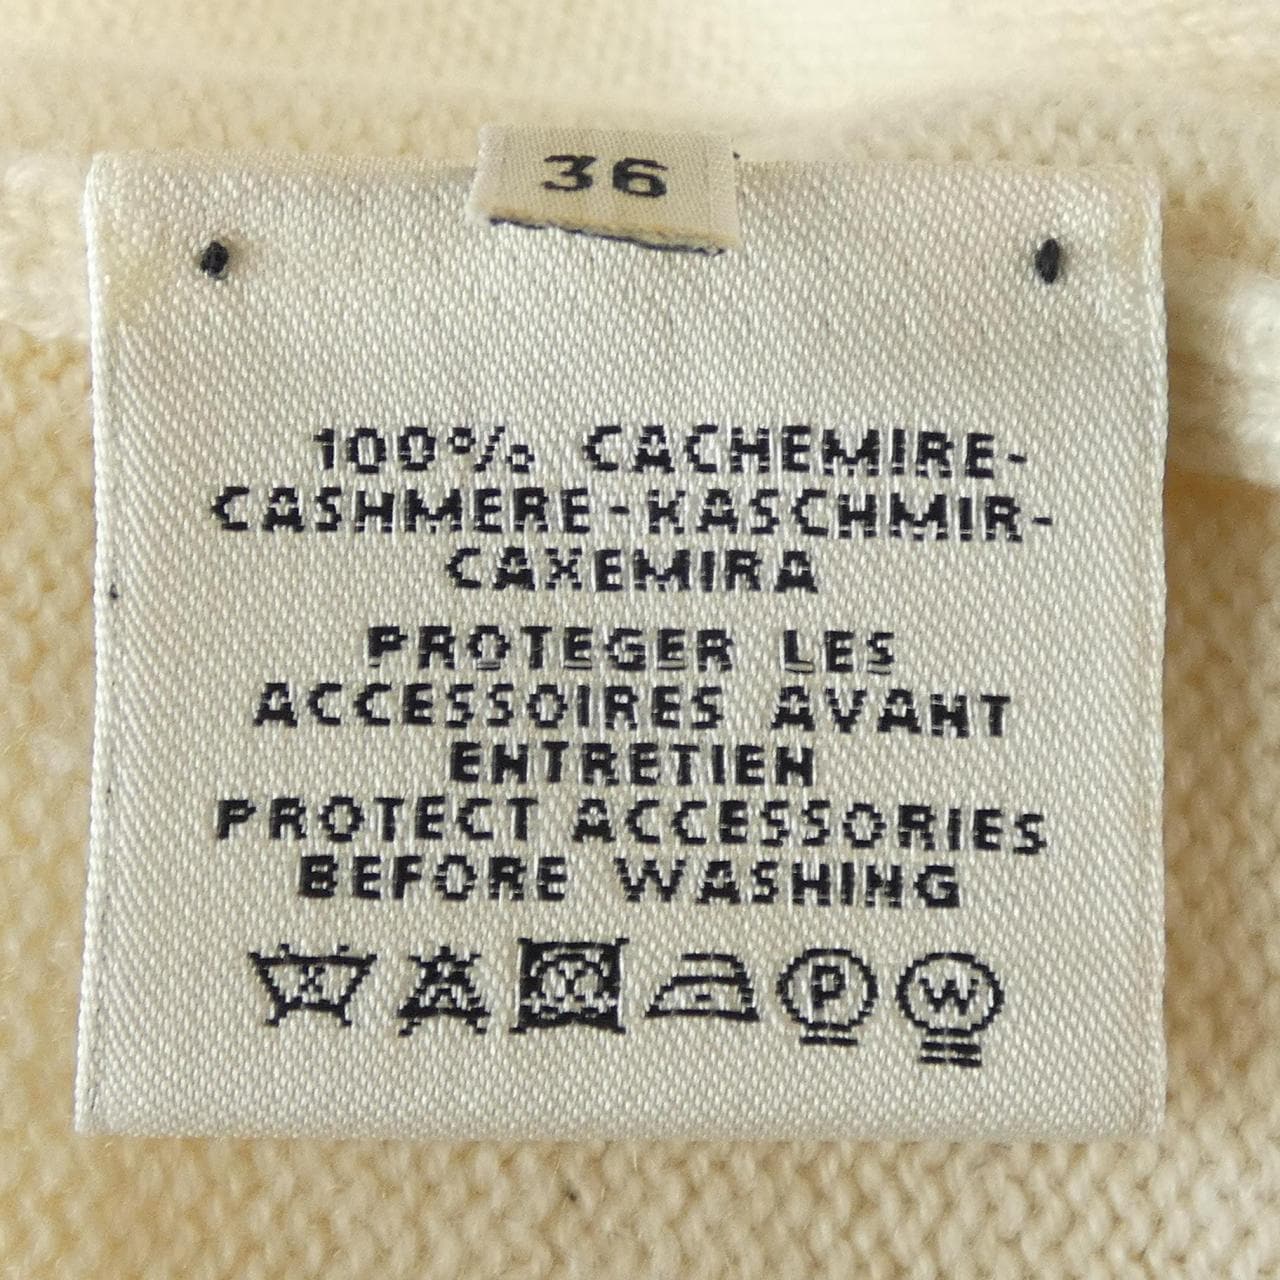 36
100% CACHEMIRE-
CASHMERE-KASCHMIR-
CAXEMIRA
PROTEGER LES
ACCESSOIRES AVANT
ENTRETIEN
PROTECT ACCESSORIES
BEFORE WASHING
P W